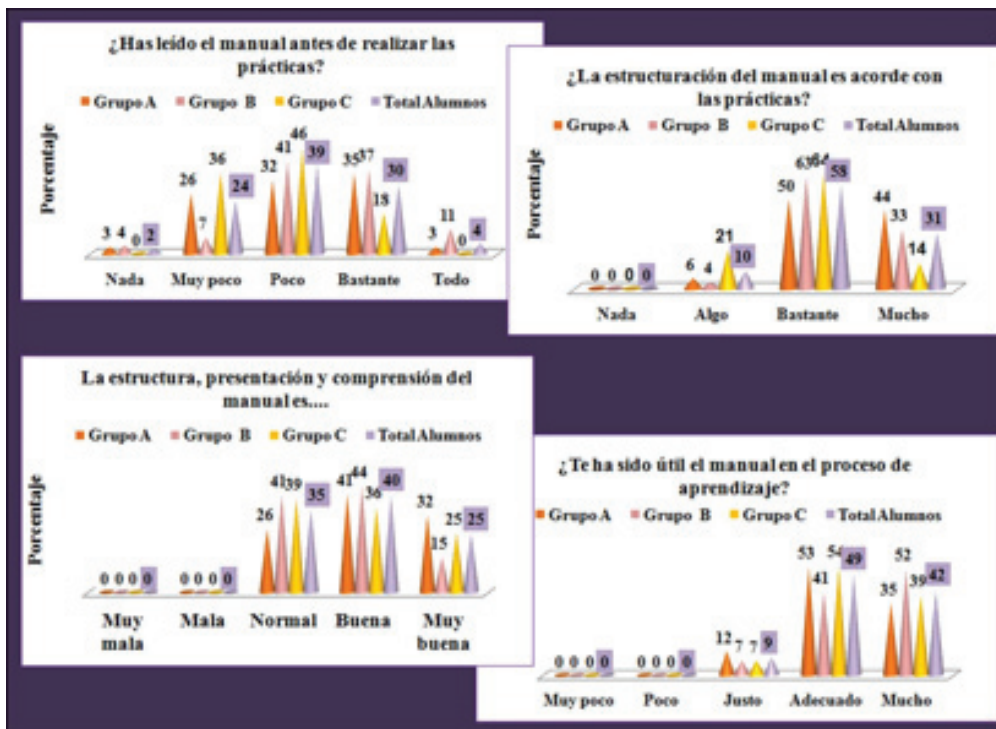 ¿Has leído el manual antes de realizar las
prácticas?
Grupo A Grupo B Grupo C Total Alumnos
Porcentaje
3 4 0 2 26 7 36 24 32 41 46 39 35 37 18 30 3 11 0 4
Nada Muy poco Poco Bastante Todo
¿La estructuración del manual es acorde con
las prácticas?
Grupo A Grupo B Grupo C Total Alumnos
Porcentaje
0 0 0 0 6 4 21 10 50 63 64 58 44 33 14 31
Nada Algo Bastante Mucho
La estructura, presentación y comprensión del
manual es....
Grupo A Grupo B Grupo C Total Alumnos
Porcentaje
0 0 0 0 0 0 0 0 26 41 39 35 41 44 36 40 32 15 25 25
Muy mala Mala Normal Buena Muy buena
¿Te ha sido útil el manual en el proceso de
aprendizaje?
Grupo A Grupo B Grupo C Total Alumnos
0 0 0 0 0 0 0 0 12 7 7 9 53 41 54 49 35 52 39 42
Muy poco Poco Justo Adecuado Mucho